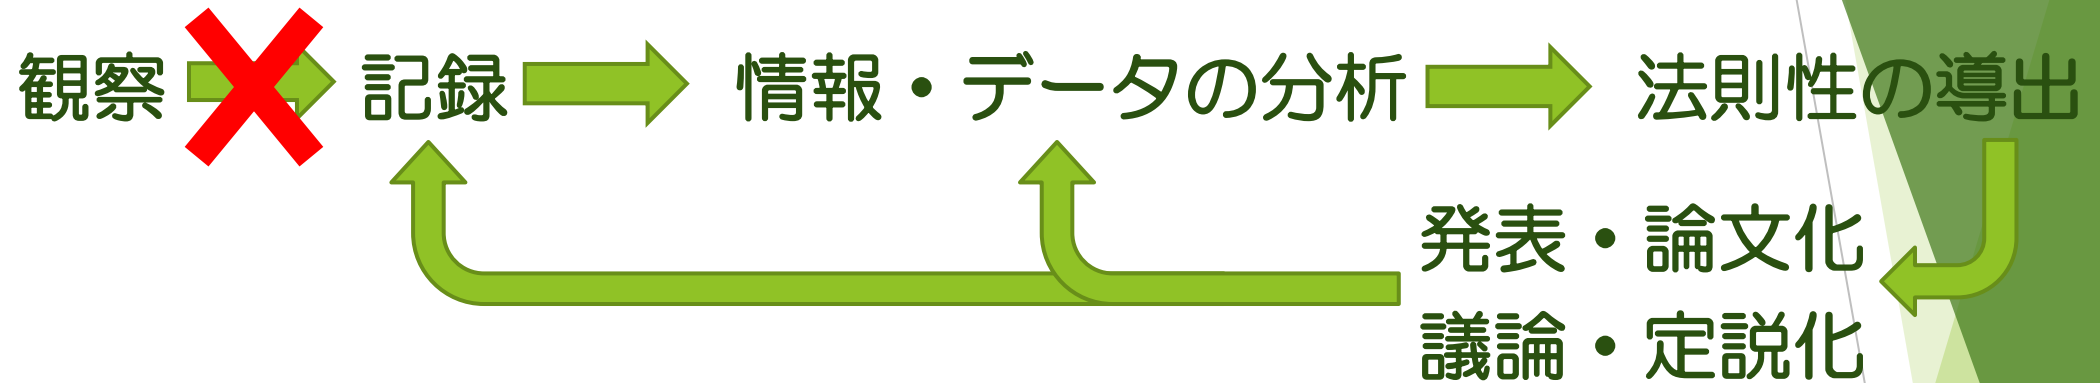 観察 記録 情報・データの分析 法則性の導出
発表・論文化
議論・定説化